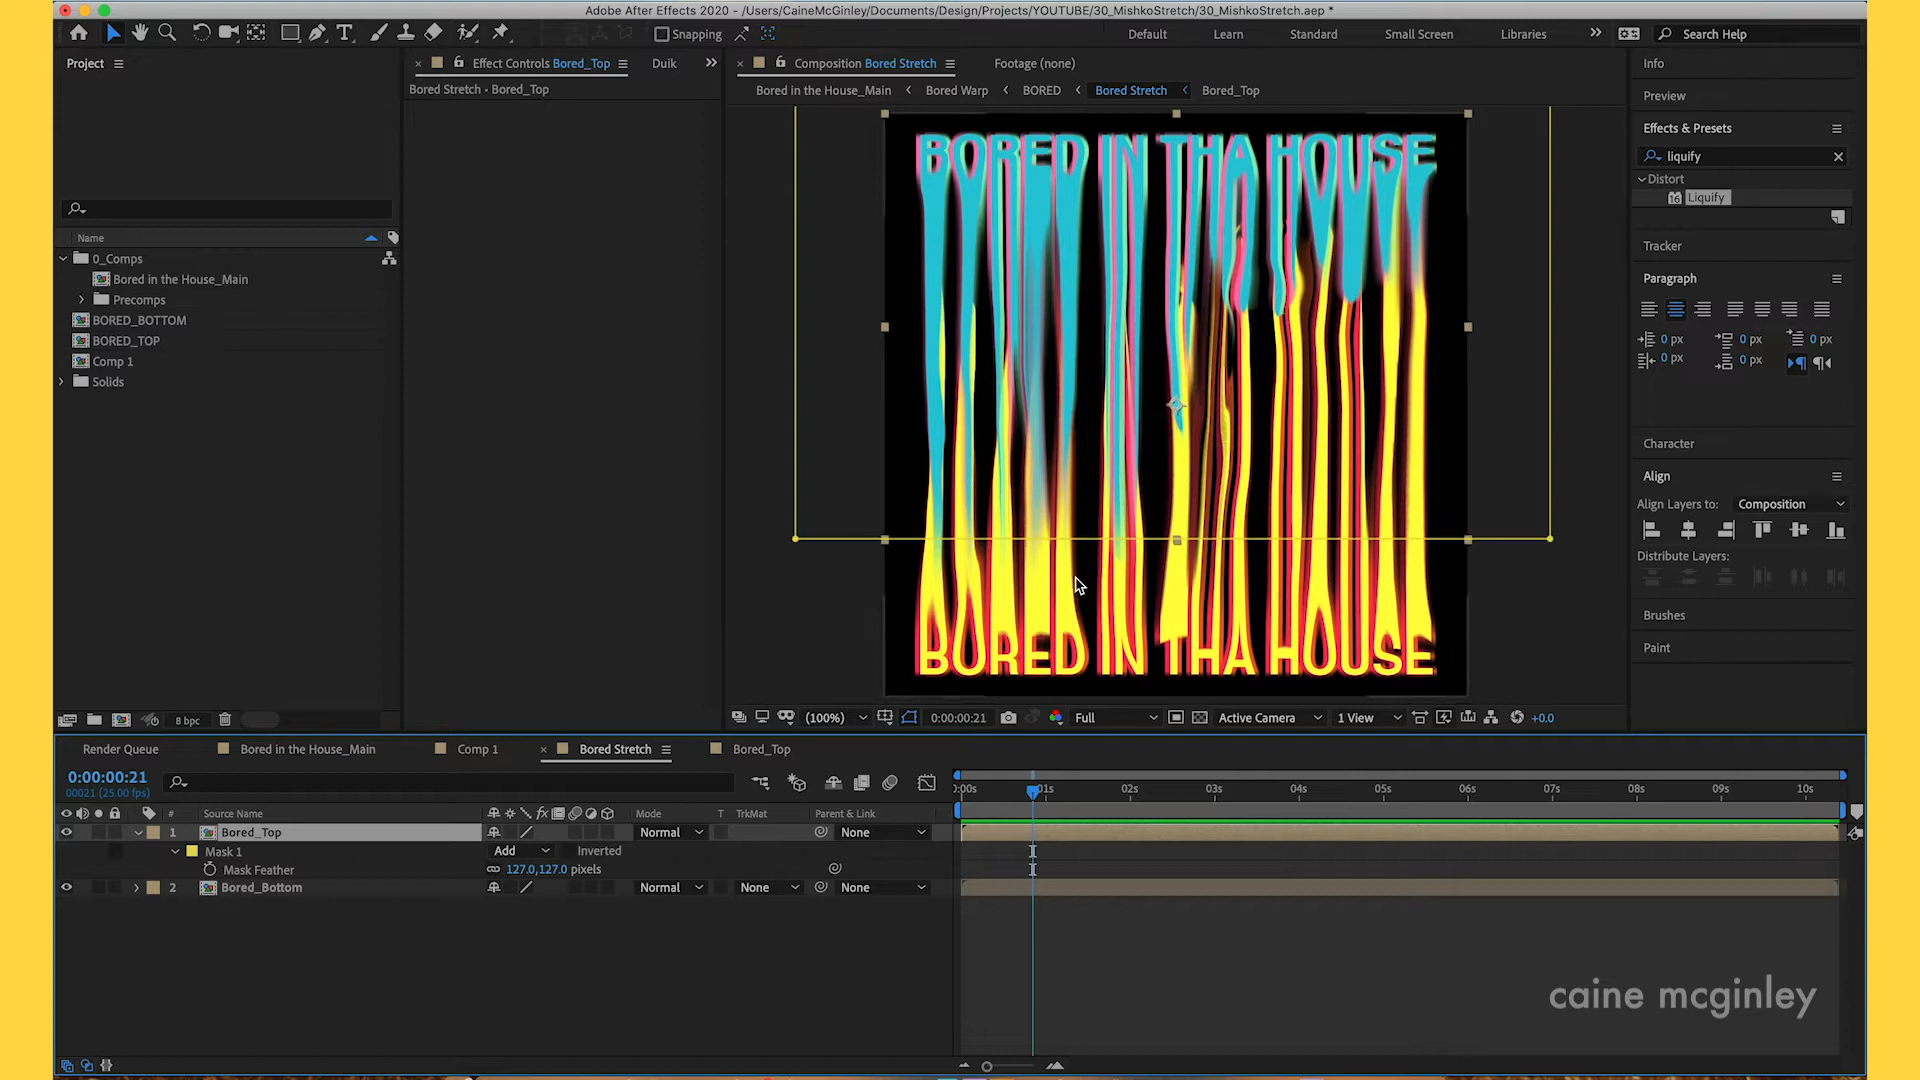 Adobe After Effects 2020 - /Users/CaineMcGinley/Documents/Design/Projects/YOUTUBE/30_MishkoStretch/30_MishkoStretch.aep *
Snapping
Default
Learn
Standard
Small Screen
Libraries
Search Help
Project
Effect Controls Bored_Top
Duik
Composition Bored Stretch
Footage (none)
Info
Bored Stretch • Bored_Top
Bored in the House_Main
Bored Warp
BORED
Bored Stretch
Bored_Top
Preview
Effects & Presets
liquify
Distort
16 Liquify
Tracker
Paragraph
0 px
0 px
0 px
0 px
0 px
Character
Align
Align Layers to:
Composition
Distribute Layers:
Brushes
Paint
Name
0_Comps
Bored in the House_Main
Precomps
BORED_BOTTOM
BORED_TOP
Comp 1
Solids
BORED IN THA HOUSE
BORED IN THA HOUSE
8 bpc
(100%)
0:00:00:21
Full
Active Camera
1 View
+0.0
Render Queue
Bored in the House_Main
Comp 1
Bored Stretch
Bored_Top
0:00:00:21
00021 (25.00 fps)
:00s
01s
02s
03s
04s
05s
06s
07s
08s
09s
10s
#
Source Name
Mode
T
TrkMat
Parent & Link
1
Bored_Top
Normal
None
Mask 1
Add
Inverted
Mask Feather
127.0,127.0 pixels
2
Bored_Bottom
Normal
None
None
caine mcginley